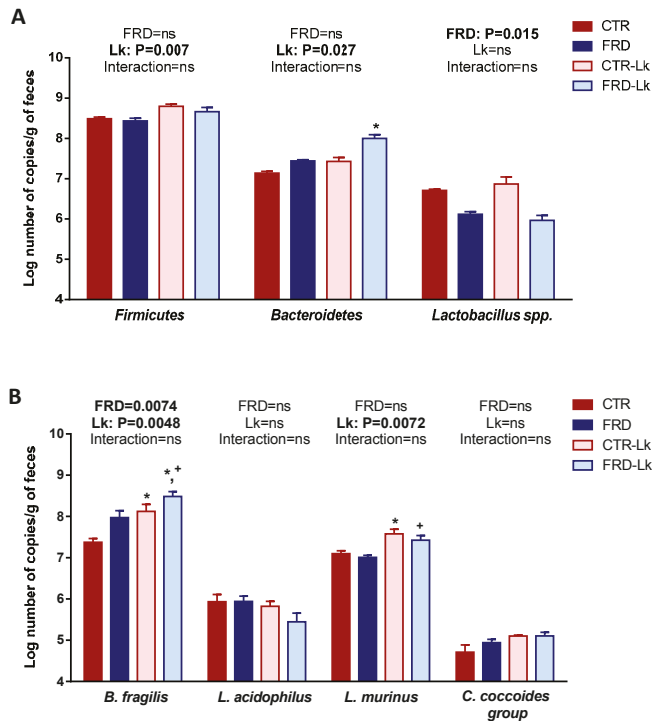 A
FRD=ns
Lk: P=0.007
Interaction=ns
FRD=ns
Lk: P=0.027
Interaction=ns
FRD: P=0.015
Lk=ns
Interaction=ns
CTR
FRD
CTR-Lk
FRD-Lk
Log number of copies/g of feces
10
9
8
7
6
5
4
*
Firmicutes
Bacteroidetes
Lactobacillus spp.
B
FRD=0.0074
Lk: P=0.0048
Interaction=ns
FRD=ns
Lk=ns
Interaction=ns
FRD=ns
Lk: P=0.0072
Interaction=ns
FRD=ns
Lk=ns
Interaction=ns
CTR
FRD
CTR-Lk
FRD-Lk
Log number of copies/g of feces
10
9
8
7
6
5
4
*
*,+
*
+
B. fragilis
L. acidophilus
L. murinus
C. coccoides
group